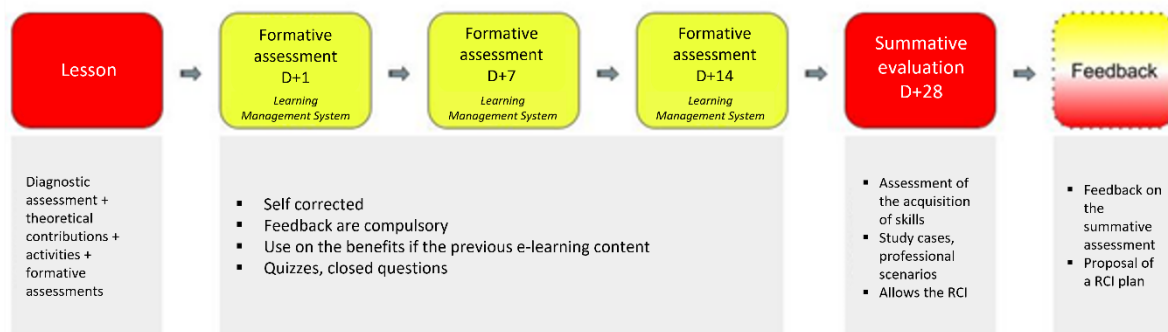 Lesson
Formative
assessment
D+1
Learning
Management System
Formative
assessment
D+7
Learning
Management System
Formative
assessment
D+14
Learning
Management System
Summative
evaluation
D+28
Feedback
Diagnostic
assessment +
theoretical
contributions +
activities +
formative
assessments
▪ Self corrected
▪ Feedback are compulsory
▪ Use on the benefits if the previous e-learning content
▪ Quizzes, closed questions
▪ Assessment of
the acquisition
of skills
▪ Study cases,
professional
scenarios
▪ Allows the RCI
▪ Feedback on
the
summative
assessment
▪ Proposal of
a RCI plan